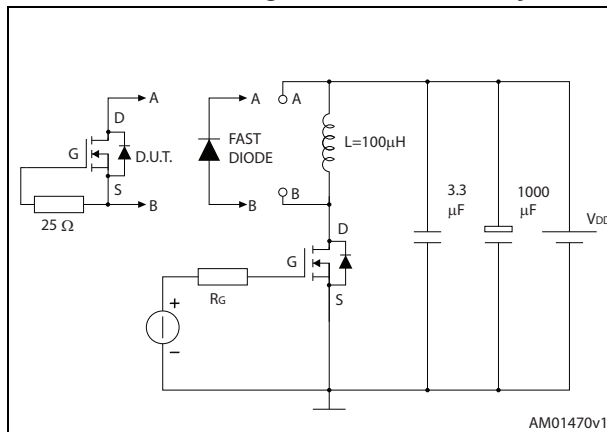 A
A
A
D
G
D.U.T.
FAST
DIODE
L=100μH
S
B
B
B
25 Ω
3.3
μF
1000
μF
VDD
D
G
RG
S
+
–
AM01470v1